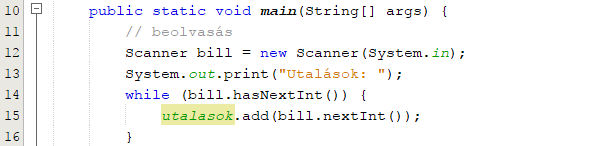 10 public static void main(String[] args) {
11 // beolvasás
12 Scanner bill = new Scanner(System.in);
13 System.out.print("Utalások: ");
14 while (bill.hasNextInt()) {
15 utalasok.add(bill.nextInt());
16 }